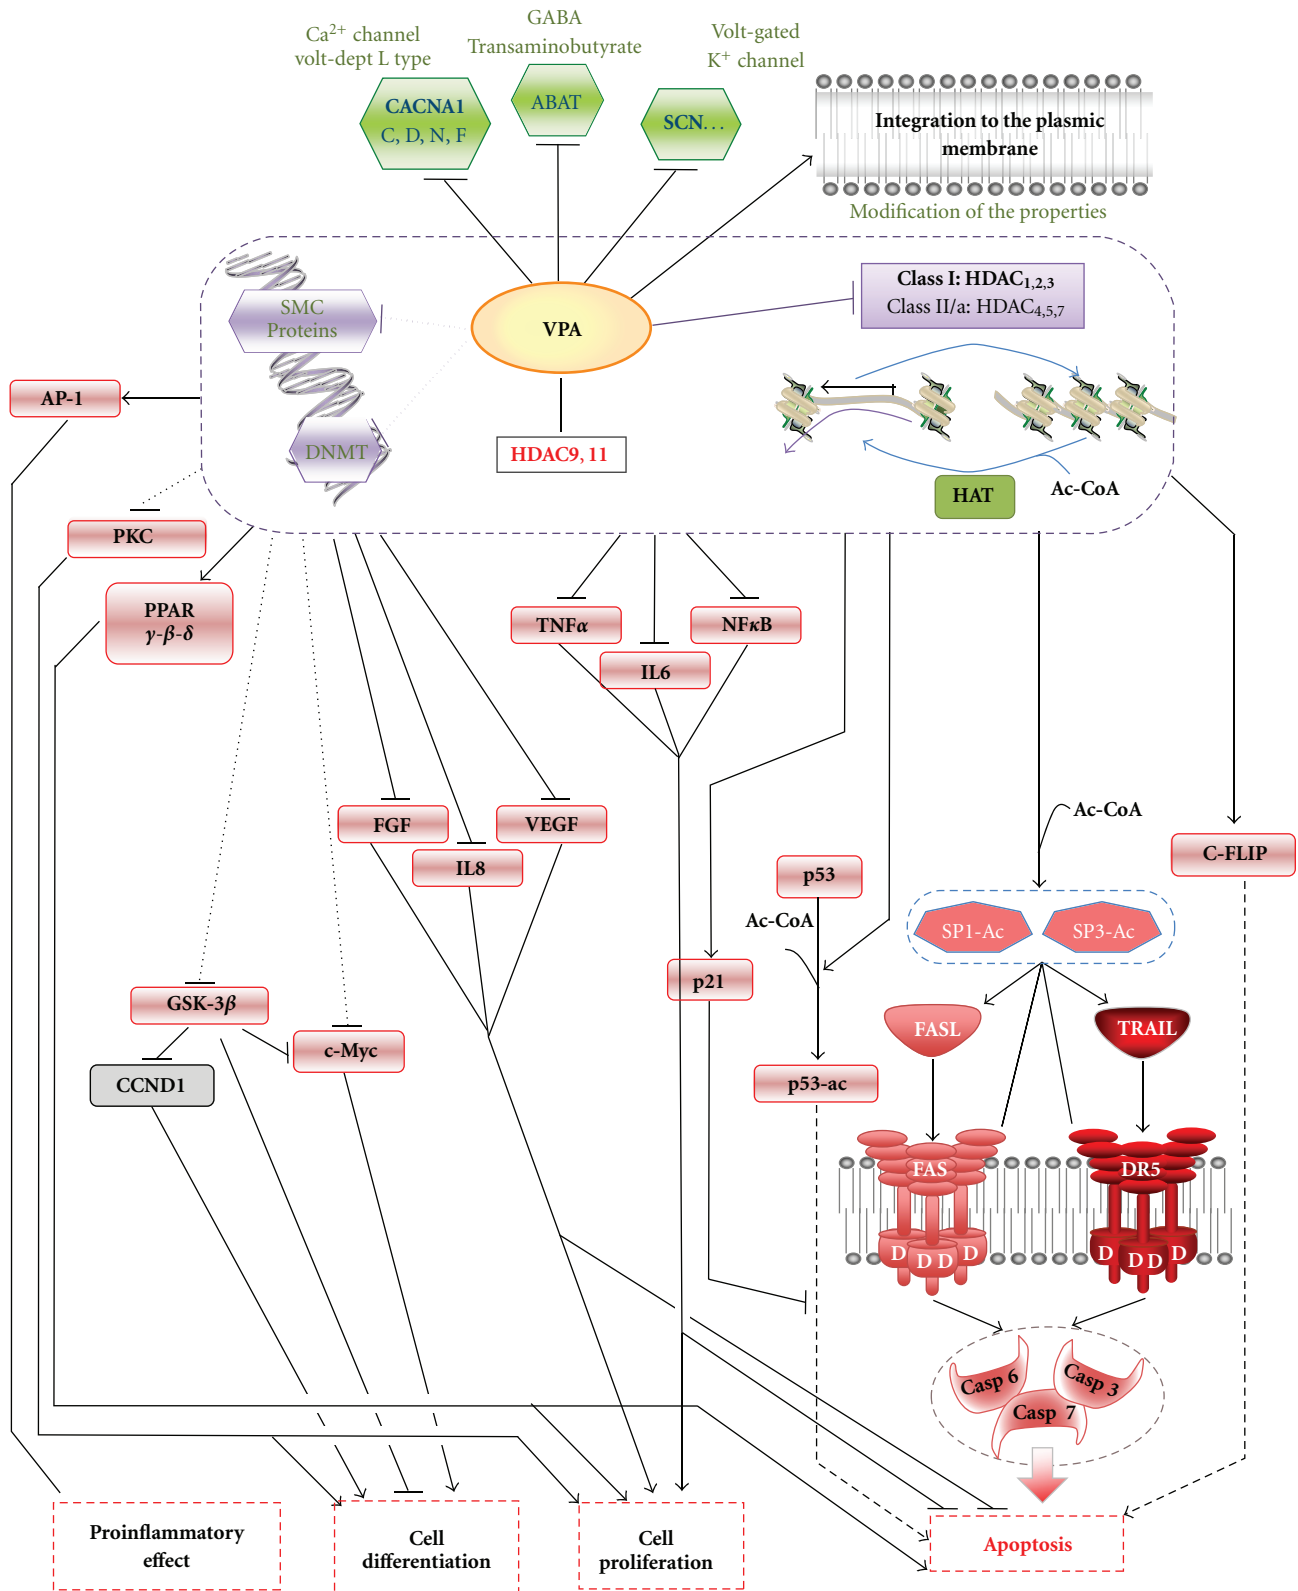 GABA
Transaminobutyrate
Ca2+ channel
volt-dept L type
Volt-gated
K+ channel
CACNA1
C, D, N, F
ABAT
SCN...
Integration to the plasmic
membrane
Modification of the properties
SMC
Proteins
VPA
Class I: HDAC1,2,3
Class II/a: HDAC4,5,7
AP-1
DNMT
HDAC9, 11
HAT
Ac-CoA
PKC
PPAR
γ-β-δ
TNFα
NFκB
IL6
FGF
VEGF
IL8
Ac-CoA
C-FLIP
p53
Ac-CoA
SP1-Ac
SP3-Ac
p21
GSK-3β
c-Myc
FASL
TRAIL
CCND1
p53-ac
FAS
DR5
D
D D
D
D
D D
D
Casp 6
Casp 3
Casp 7
Proinflammatory
effect
Cell
differentiation
Cell
proliferation
Apoptosis